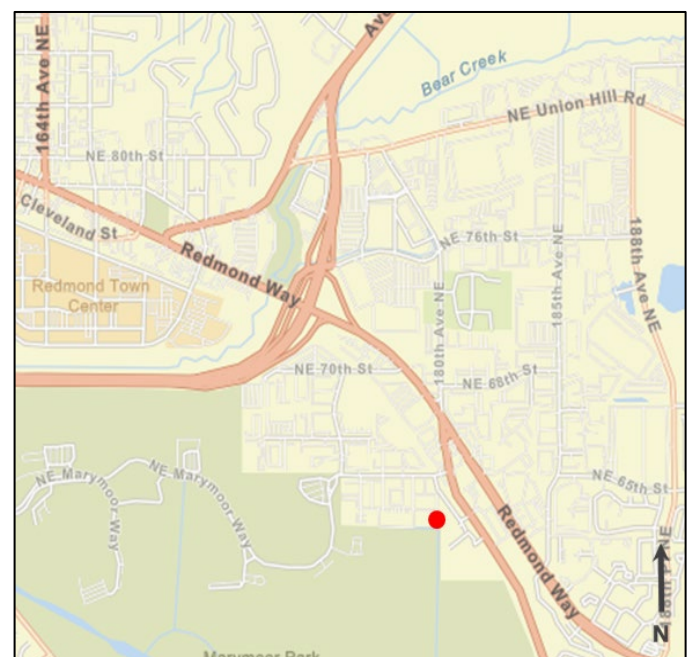 Ave
164th Ave NE
Bear Creek
NE Union Hill Rd
NE 80th St
Cleveland St
NE 76th St
188th Ave NE
185th Ave NE
Redmond Way
Redmond Town
Center
180th Ave NE
NE 70th St
NE 68th St
NE Marymoor Way
NE Marymoor Way
NE 65th St
Redmond Way
N
Marymoor Park